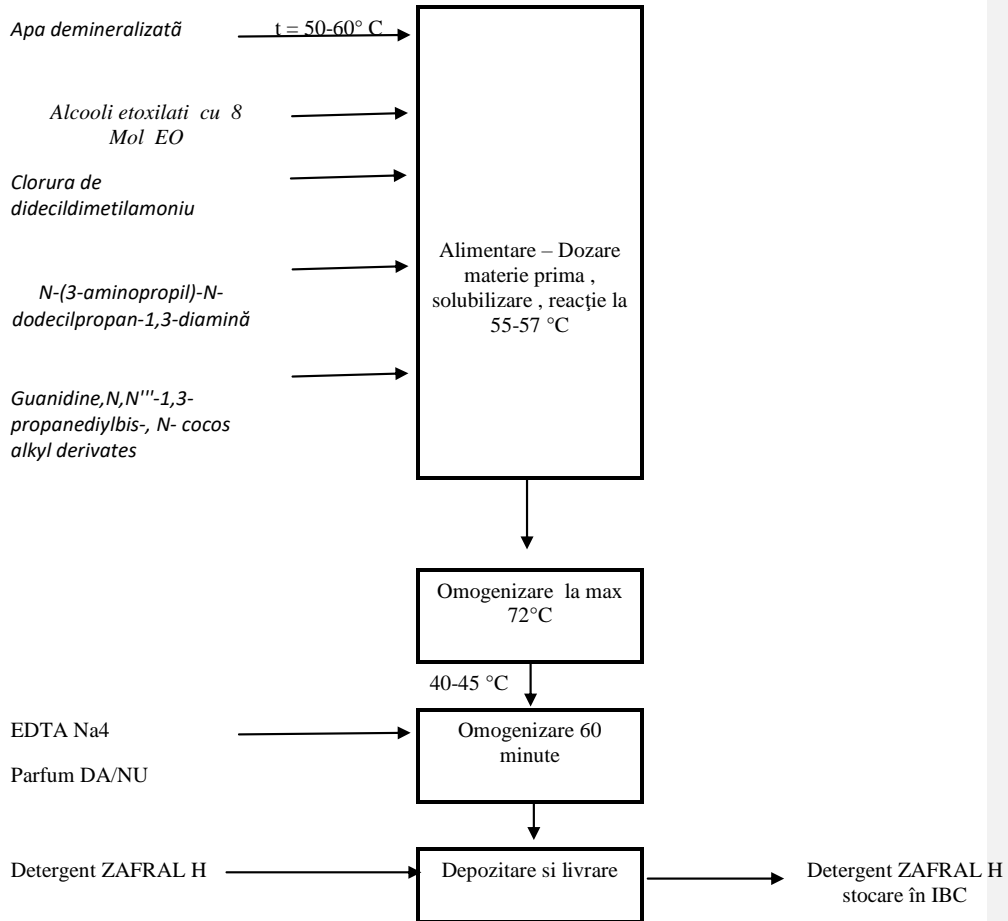 Apa demineralizatã
t = 50-60° C
Alcooli etoxilati cu 8
Mol EO
Clorura de
didecildimetilamoniu
N-(3-aminopropil)-N-
dodecilpropan-1,3-diamină
Guanidine,N,N'''-1,3-
propanediylbis-, N- cocos
alkyl derivates
Alimentare – Dozare
materie prima ,
solubilizare , reacţie la
55-57 °C
Omogenizare la max
72°C
40-45 °C
EDTA Na4
Parfum DA/NU
Omogenizare 60
minute
Detergent ZAFRAL H
Depozitare si livrare
Detergent ZAFRAL H
stocare în IBC